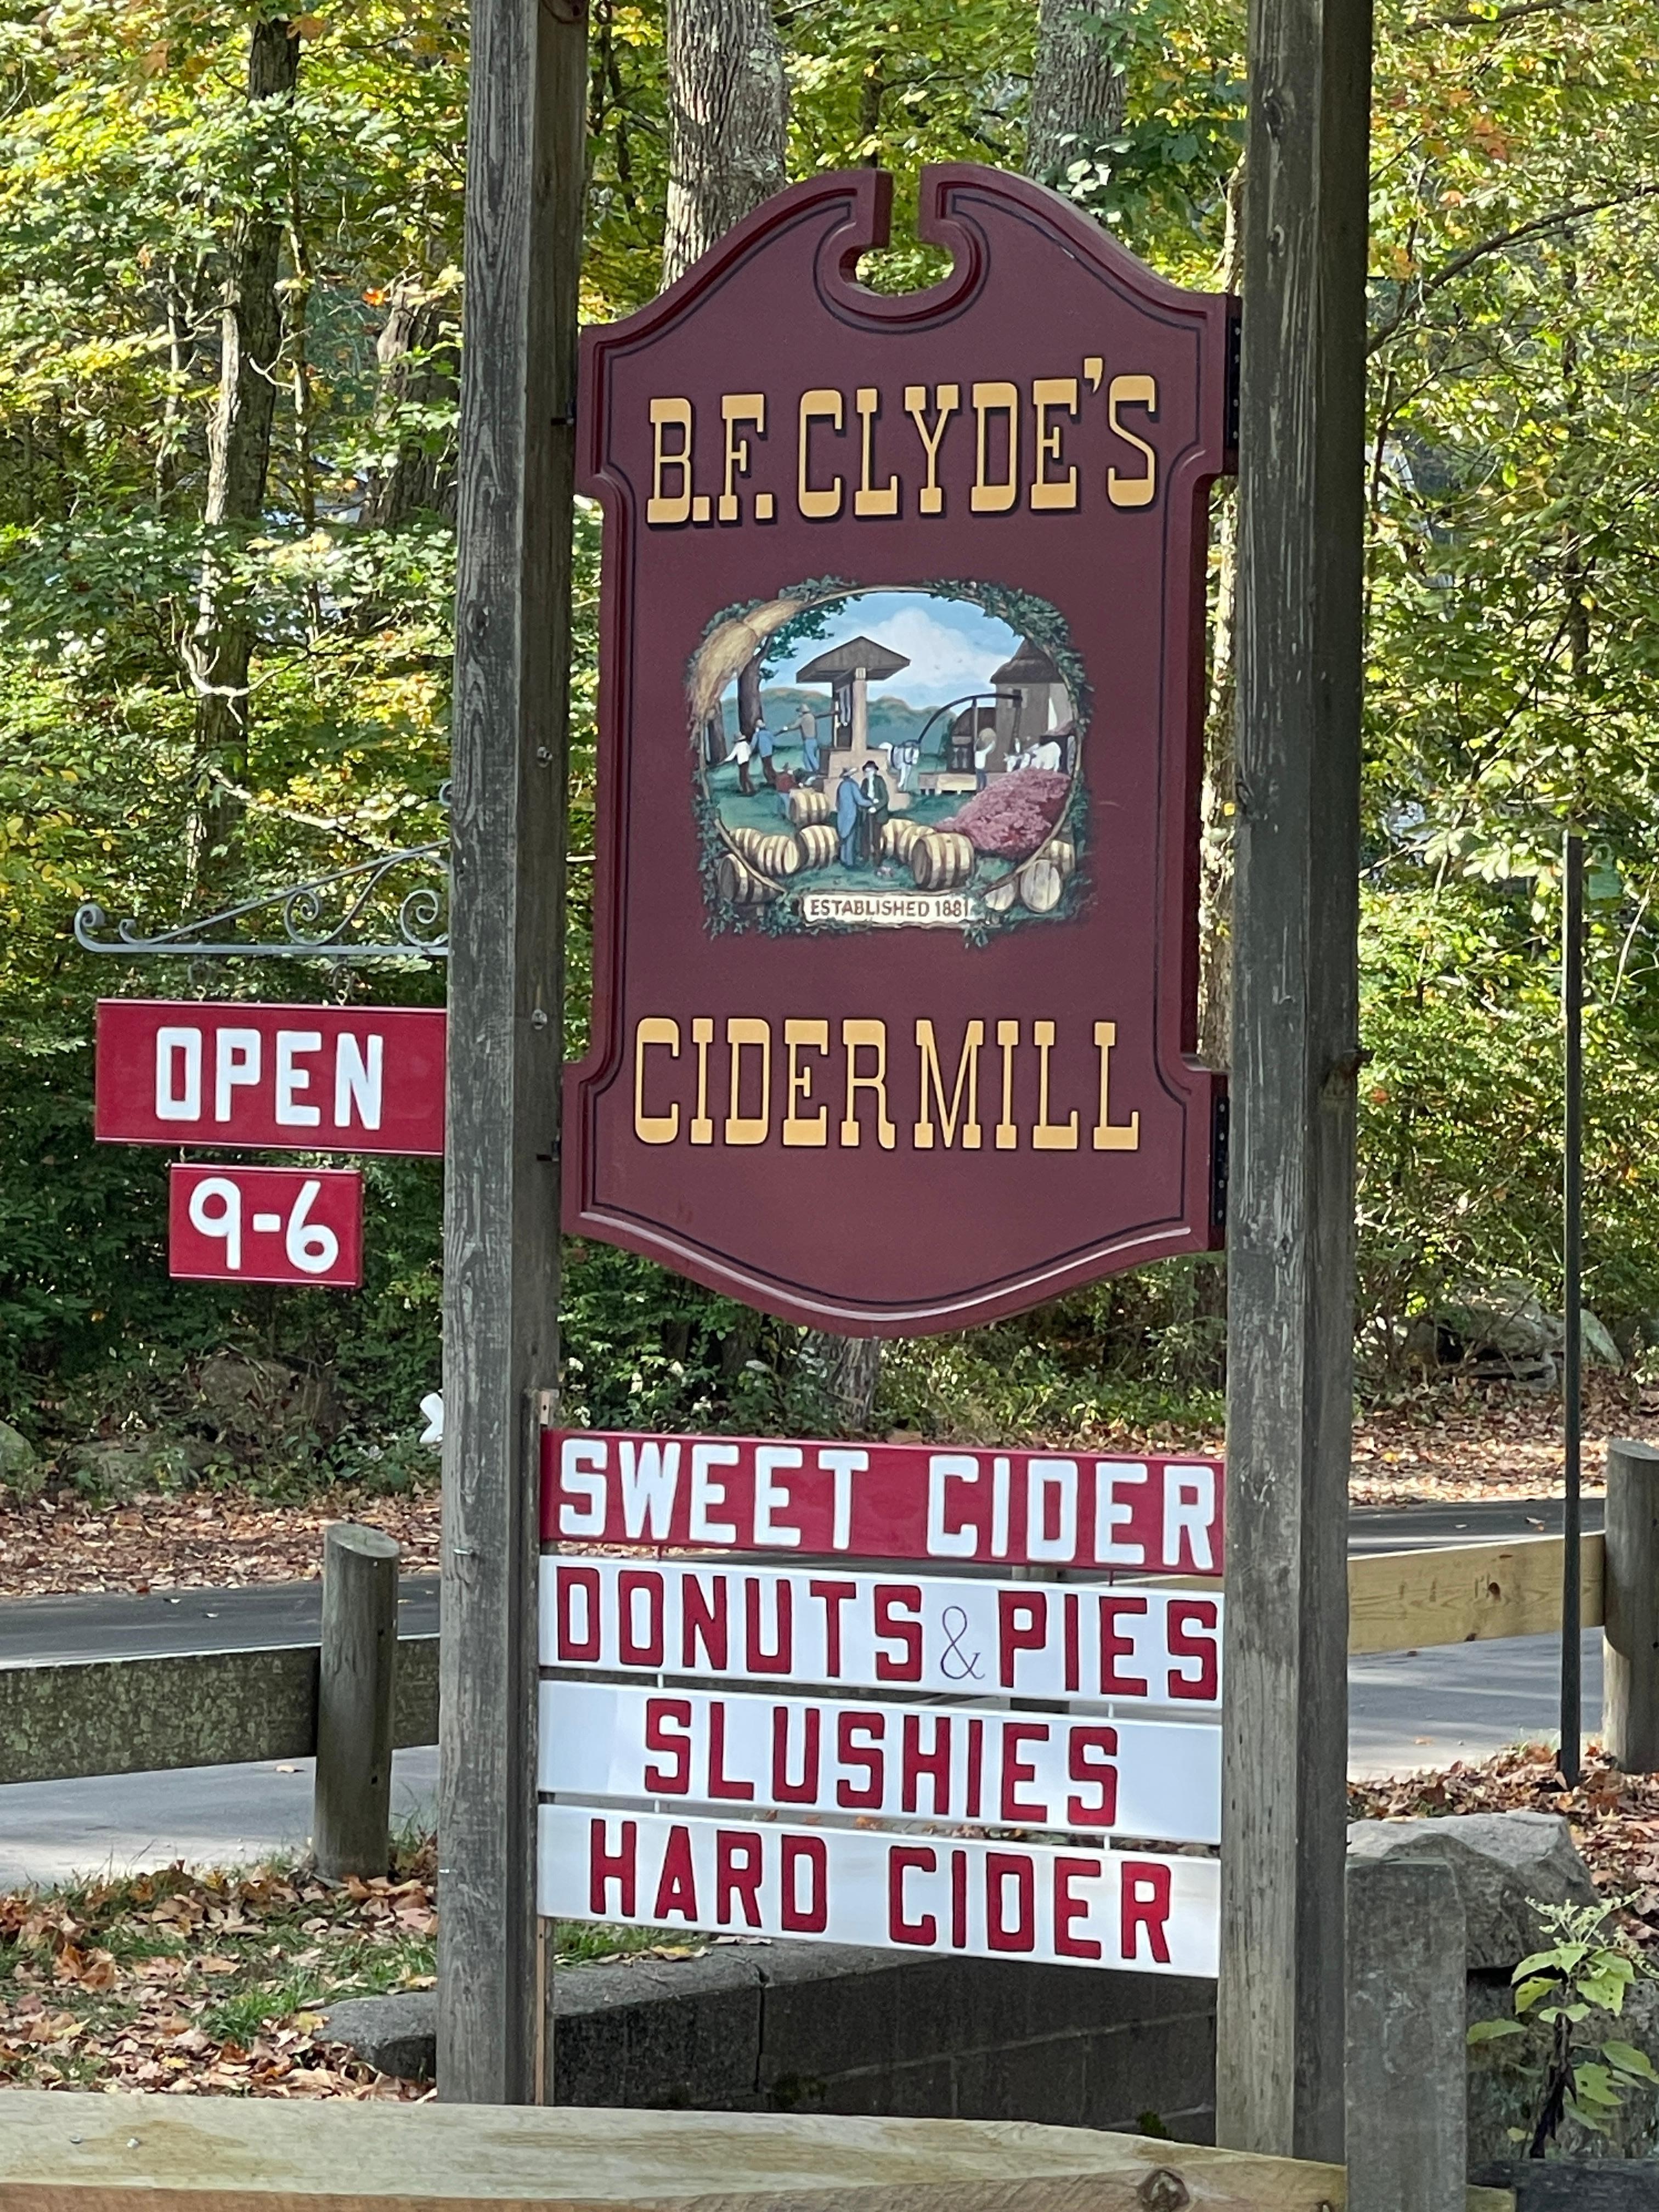 B.F. CLYDE'S
ESTABLISHED 1881
CIDER MILL
OPEN
9-6
SWEET CIDER
DONUTS & PIES
SLUSHIES
HARD CIDER